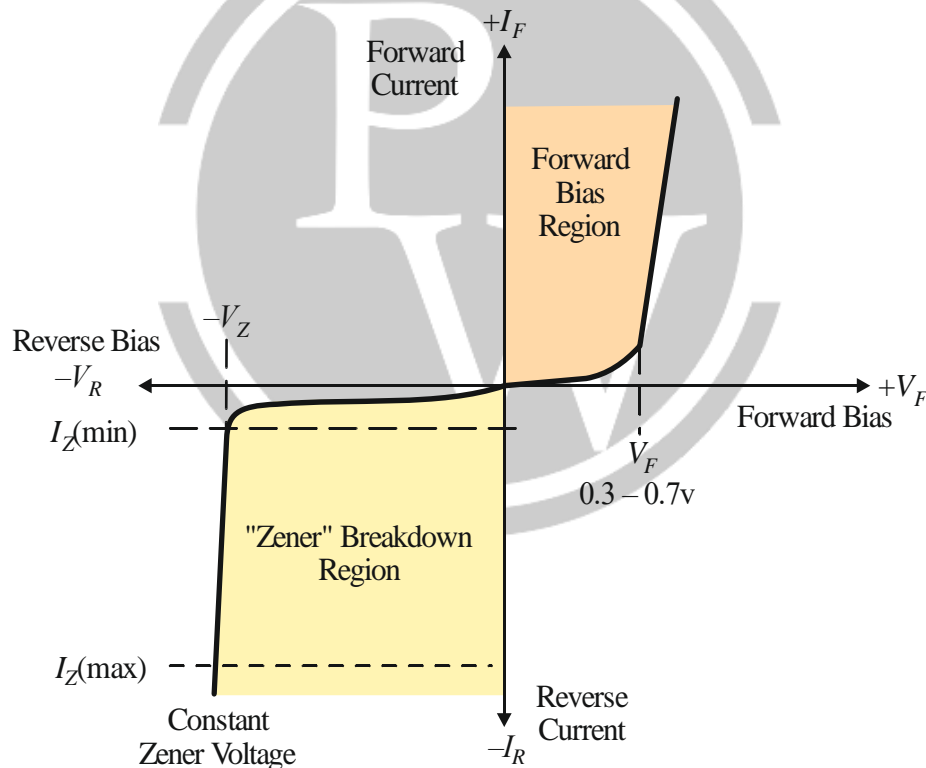 +I_F
Forward
Current
Forward
Bias
Region
–V_Z
Reverse Bias
–V_R
+V_F
Forward Bias
I_Z(min)
V_F
0.3 – 0.7v
"Zener" Breakdown
Region
I_Z(max)
Reverse
Current
Constant
Zener Voltage
–I_R
PW